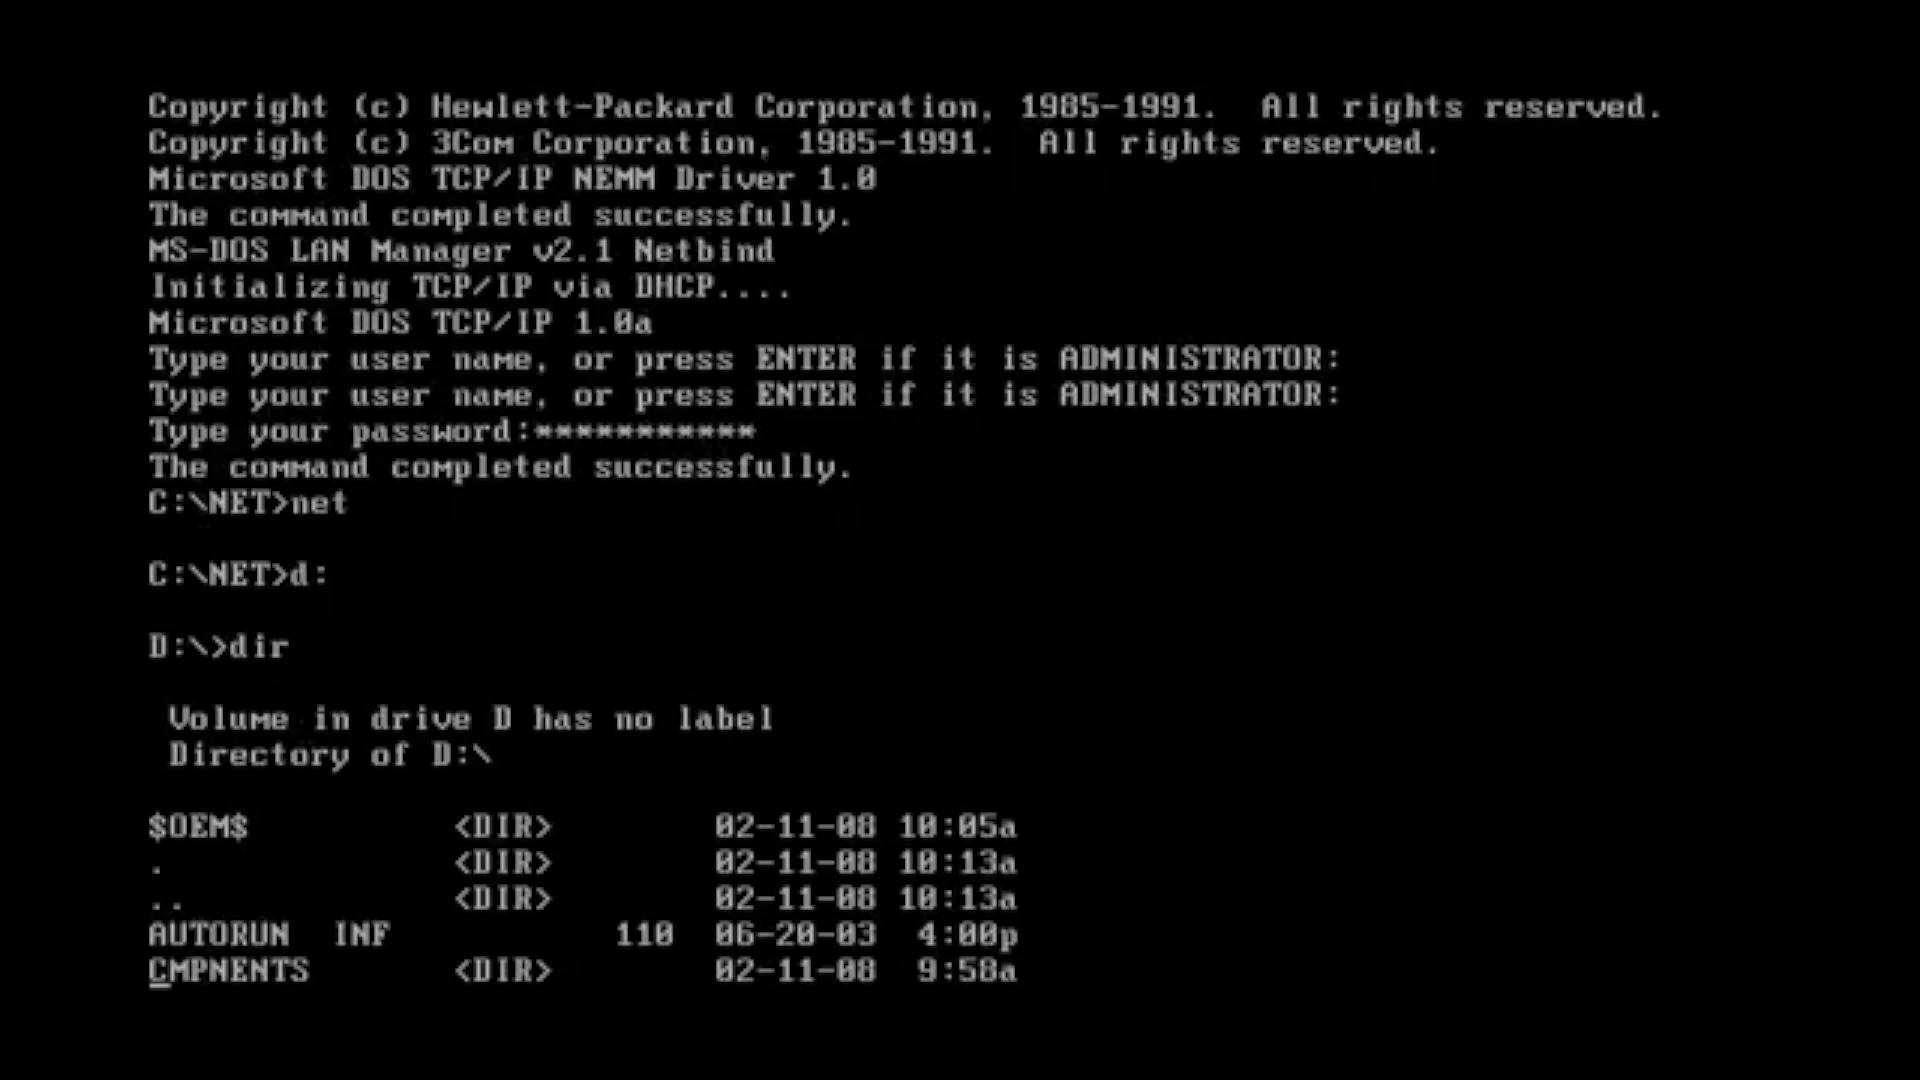 Copyright (c) Hewlett-Packard Corporation, 1985-1991.  All rights reserved.
Copyright (c) 3Com Corporation, 1985-1991.  All rights reserved.
Microsoft DOS TCP/IP NEMM Driver 1.0
The command completed successfully.
MS-DOS LAN Manager v2.1 Netbind
Initializing TCP/IP via DHCP....
Microsoft DOS TCP/IP 1.0a
Type your user name, or press ENTER if it is ADMINISTRATOR:
Type your user name, or press ENTER if it is ADMINISTRATOR:
Type your password:***********
The command completed successfully.
C:\NET>net
C:\NET>d:
D:\>dir
Volume in drive D has no label
Directory of D:\
$OEM$ <DIR> 02-11-08 10:05a
. <DIR> 02-11-08 10:13a
.. <DIR> 02-11-08 10:13a
AUTORUN INF 110 06-20-03 4:00p
CMPNENTS <DIR> 02-11-08 9:58a